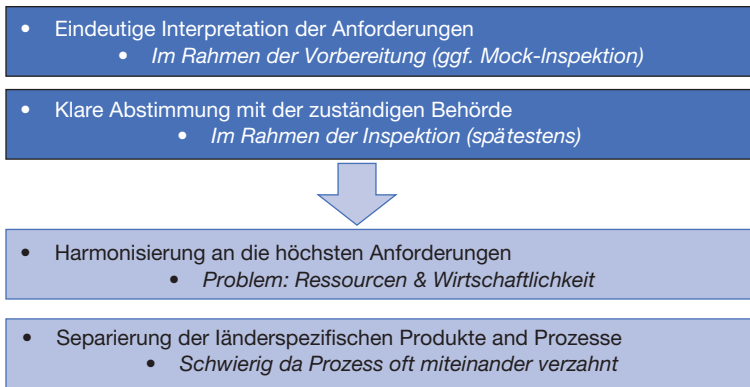 • Eindeutige Interpretation der Anforderungen
• Im Rahmen der Vorbereitung (ggf. Mock-Inspektion)
• Klare Abstimmung mit der zuständigen Behörde
• Im Rahmen der Inspektion (spätestens)
• Harmonisierung an die höchsten Anforderungen
• Problem: Ressourcen & Wirtschaftlichkeit
• Separierung der länderspezifischen Produkte and Prozesse
• Schwierig da Prozess oft miteinander verzahnt